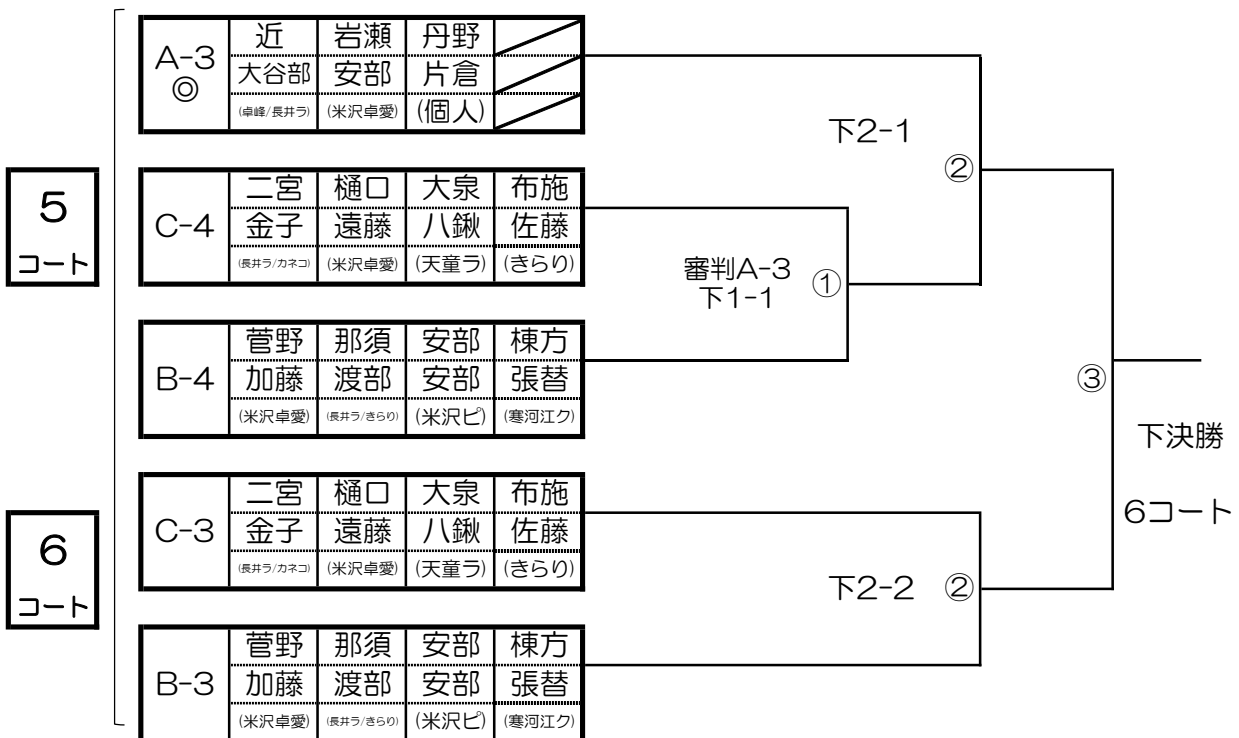 A-3
◎
近 岩瀬 丹野
大谷部 安部 片倉
(卓峰/長井ラ) (米沢卓愛) (個人)
下2-1
②
5
コート
C-4
二宮 樋口 大泉 布施
金子 遠藤 八鍬 佐藤
(長井ラ/カネコ) (米沢卓愛) (天童ラ) (きらり)
審判A-3
下1-1
①
B-4
菅野 那須 安部 棟方
加藤 渡部 安部 張替
(米沢卓愛) (長井ラ/きらり) (米沢ピ) (寒河江ク)
③
下決勝
6コート
6
コート
C-3
二宮 樋口 大泉 布施
金子 遠藤 八鍬 佐藤
(長井ラ/カネコ) (米沢卓愛) (天童ラ) (きらり)
下2-2 ②
B-3
菅野 那須 安部 棟方
加藤 渡部 安部 張替
(米沢卓愛) (長井ラ/きらり) (米沢ピ) (寒河江ク)